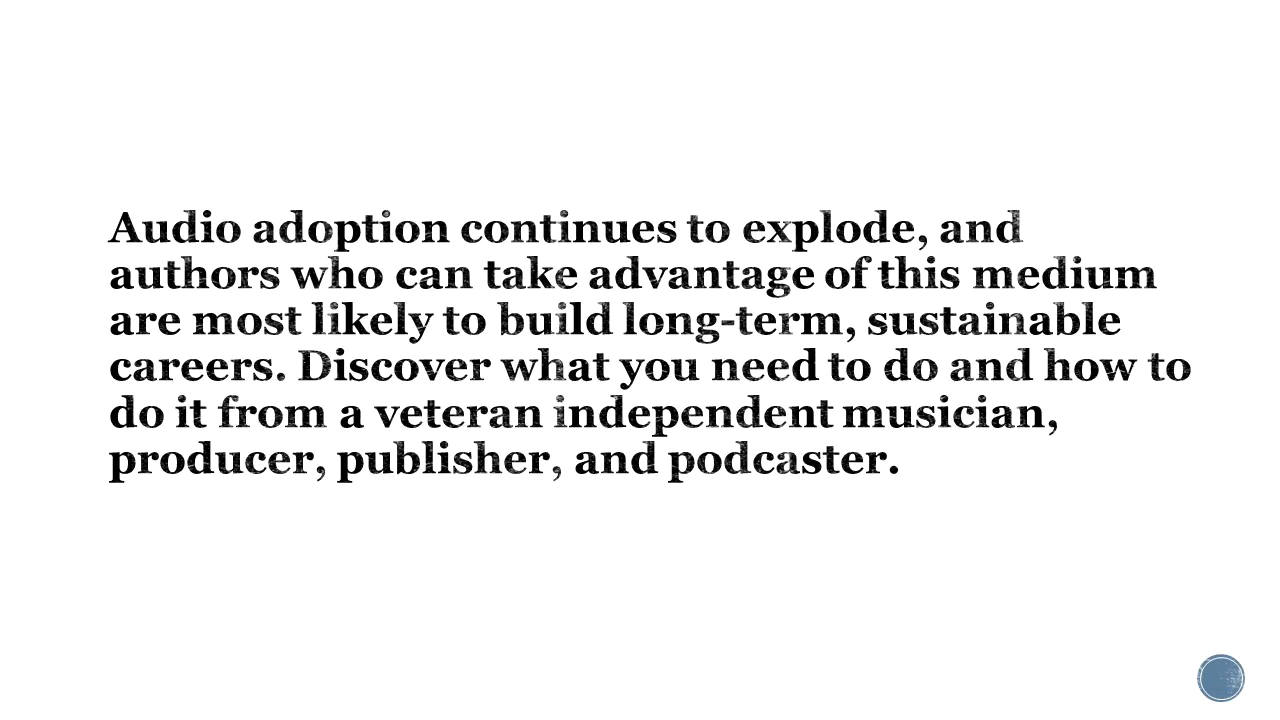 Audio adoption continues to explode, and
authors who can take advantage of this medium
are most likely to build long-term, sustainable
careers. Discover what you need to do and how to
do it from a veteran independent musician,
producer, publisher, and podcaster.